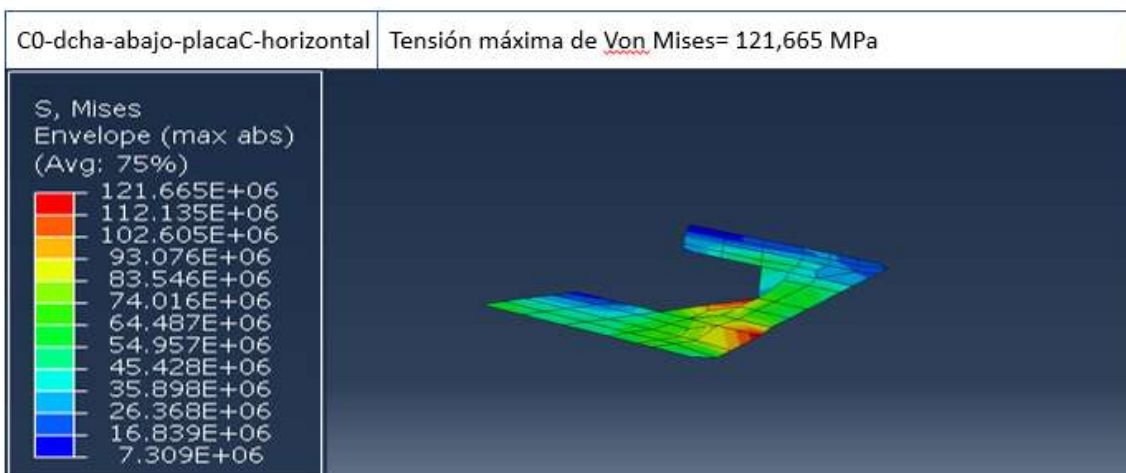 C0-dcha-abajo-placaC-horizontal
Tensión máxima de Von Mises= 121,665 MPa
S, Mises
Envelope (max abs)
(Avg: 75%)
121.665E+06
112.135E+06
102.605E+06
93.076E+06
83.546E+06
74.016E+06
64.487E+06
54.957E+06
45.428E+06
35.898E+06
26.368E+06
16.839E+06
7.309E+06